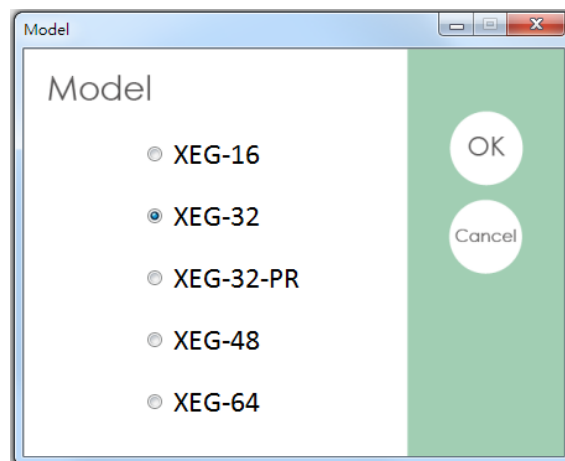 Model
Model
XEG-16
XEG-32
XEG-32-PR
XEG-48
XEG-64
OK
Cancel